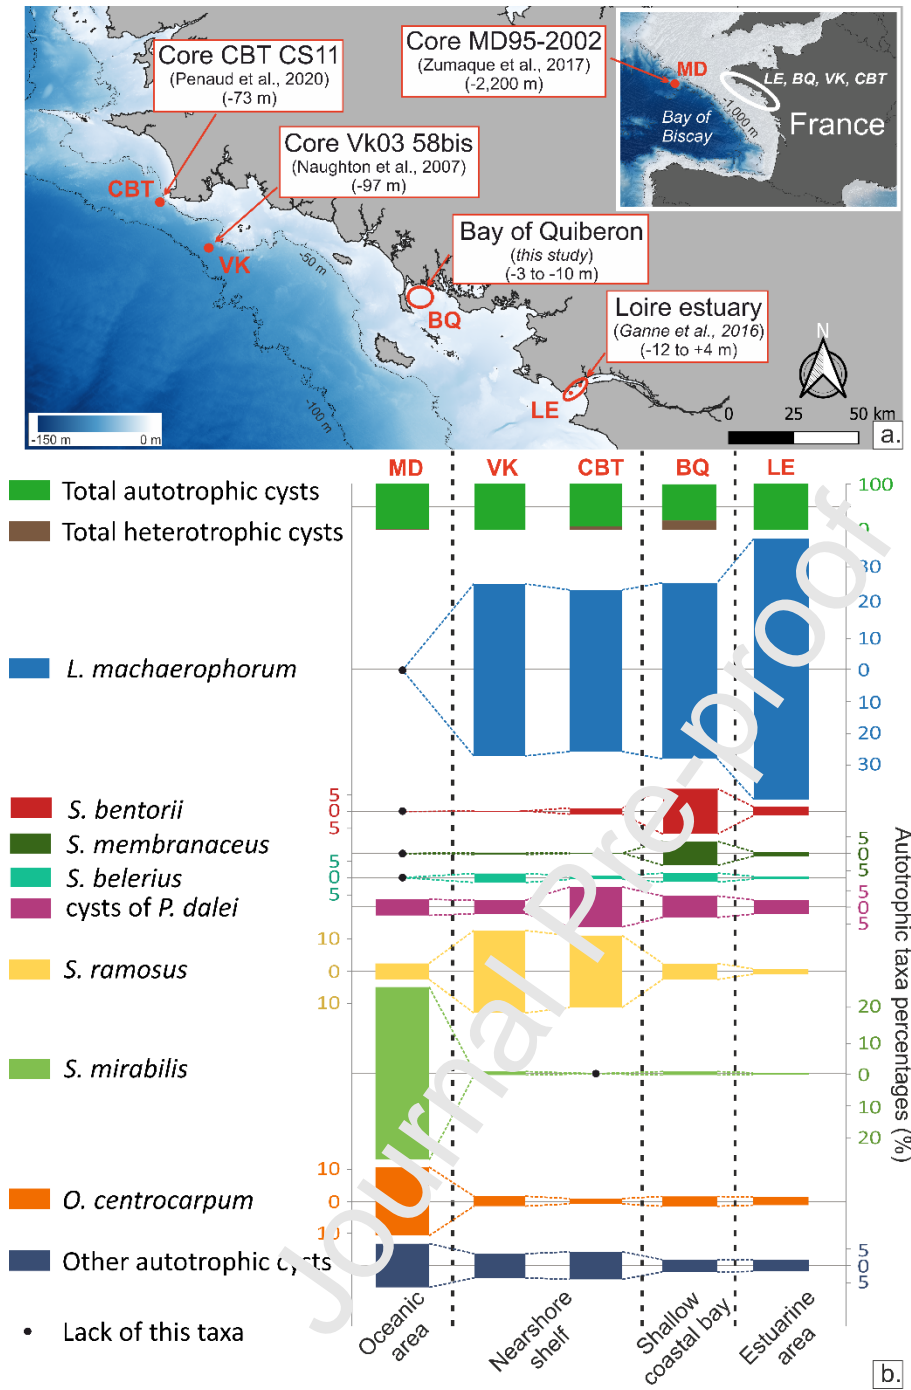 Core CBT CS11
(Penaud et al., 2020)
(-73 m)
Core MD95-2002
(Zumaque et al., 2017)
(-2,200 m)
MD
LE, BQ, VK, CBT
-1,000 m
Bay of
Biscay
France
Core Vk03 58bis
(Naughton et al., 2007)
(-97 m)
CBT
VK
-50 m
Bay of Quiberon
(this study)
(-3 to -10 m)
BQ
Loire estuary
(Ganne et al., 2016)
(-12 to +4 m)
LE
-100 m
N
0 25 50 km
-150 m 0 m
a.
MD VK CBT BQ LE
Total autotrophic cysts
100
Total heterotrophic cysts
0
30
20
10
L. machaerophorum
0
10
20
30
S. bentorii
5
0
5
S. membranaceus
5
0
5
S. belerius
5
0
5
cysts of P. dalei
5
0
5
S. ramosus
10
0
10
S. mirabilis
20
10
0
10
20
O. centrocarpum
10
0
10
Other autotrophic cysts
5
0
5
Lack of this taxa
Oceanic
area
Nearshore
shelf
Shallow
coastal bay
Estuarine
area
Autotrophic taxa percentages (%)
b.
Journal Pre-proof